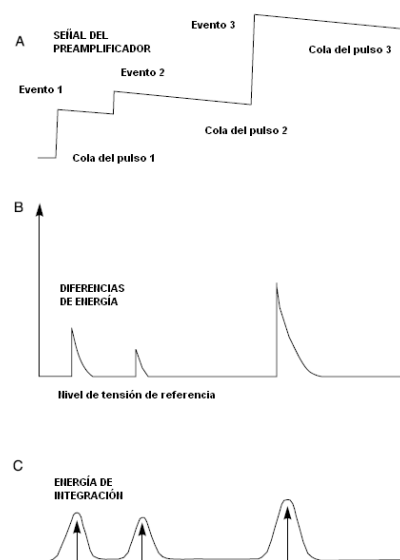 A
SEÑAL DEL
PREAMPLIFICADOR
Evento 3
Cola del pulso 3
Evento 2
Evento 1
Cola del pulso 2
Cola del pulso 1
B
DIFERENCIAS
DE ENERGÍA
Nivel de tensión de referencia
C
ENERGÍA DE
INTEGRACIÓN